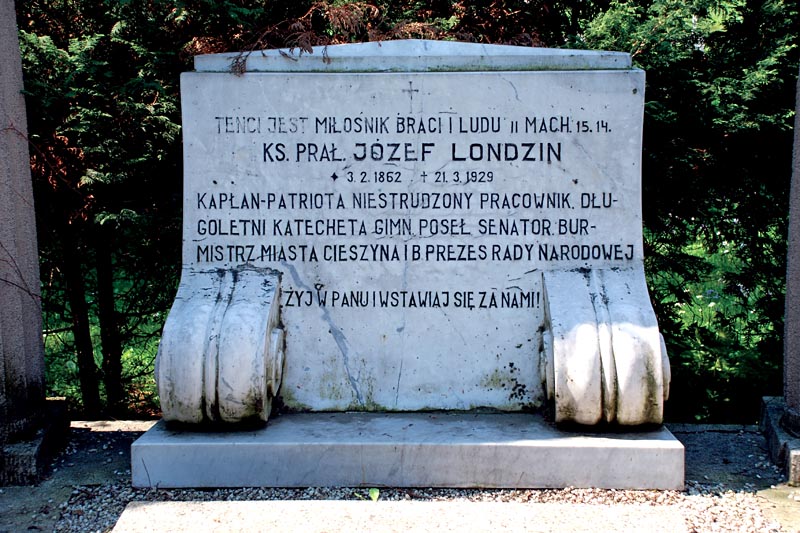 TENCI JEST MIŁOŚNIK BRACI I LUDU II MACH. 15.14.
KS. PRAŁ. JÓZEF LONDZIN
✦ 3. 2. 1862 ✝ 21. 3. 1929
KAPŁAN-PATRIOTA NIESTRUDZONY PRACOWNIK. DŁU-
GOLETNI KATECHETA GIMN. POSEŁ SENATOR. BUR-
MISTRZ MIASTA CIESZYNA I B PREZES RADY NARODOWEJ
ŻYJ W PANU I WSTAWIAJ SIĘ ZA NAMI!